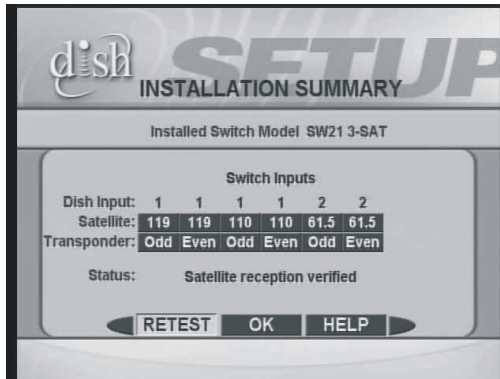 dish SETUP
INSTALLATION SUMMARY
Installed Switch Model SW21 3-SAT
Switch Inputs
Dish Input: 1 1 1 1 2 2
Satellite: 119 119 110 110 61.5 61.5
Transponder: Odd Even Odd Even Odd Even
Status: Satellite reception verified
RETEST OK HELP